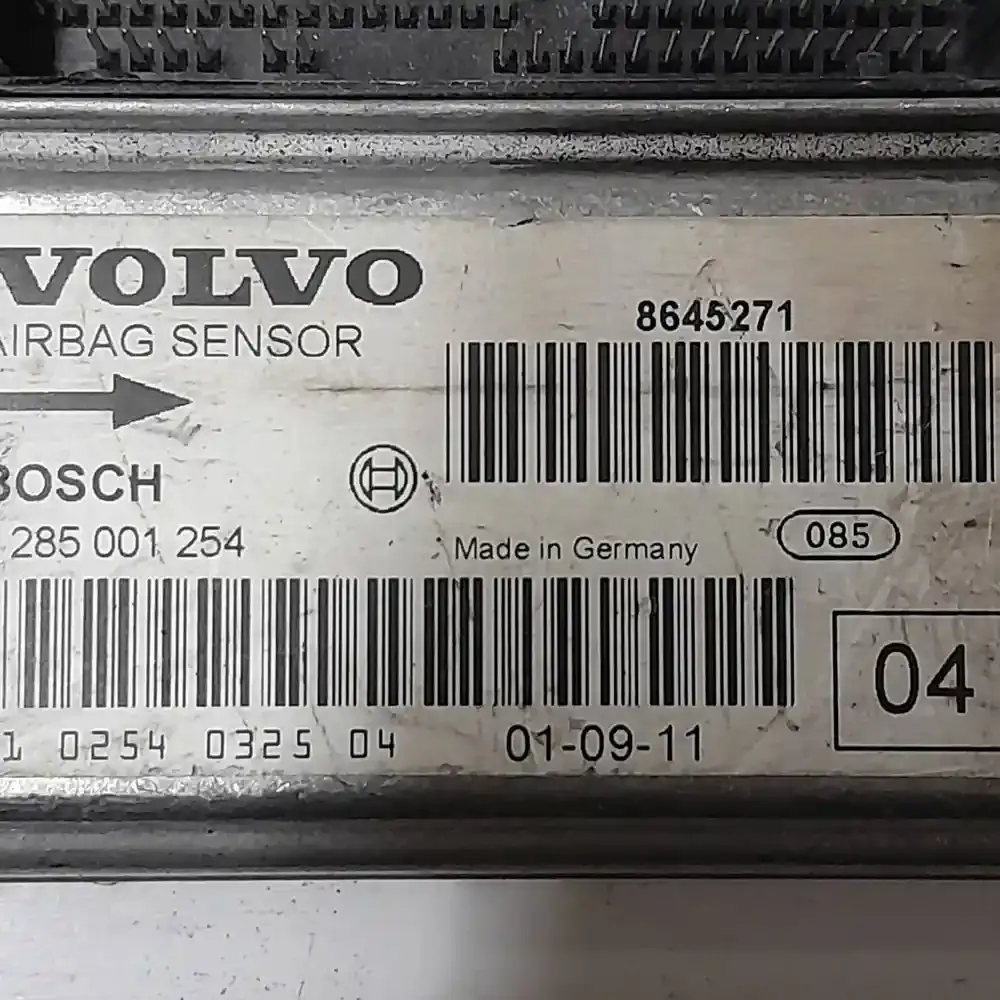 VOLVO
AIRBAG SENSOR
8645271
BOSCH
285 001 254
Made in Germany
085
04
1 0254 0325 04
01-09-11